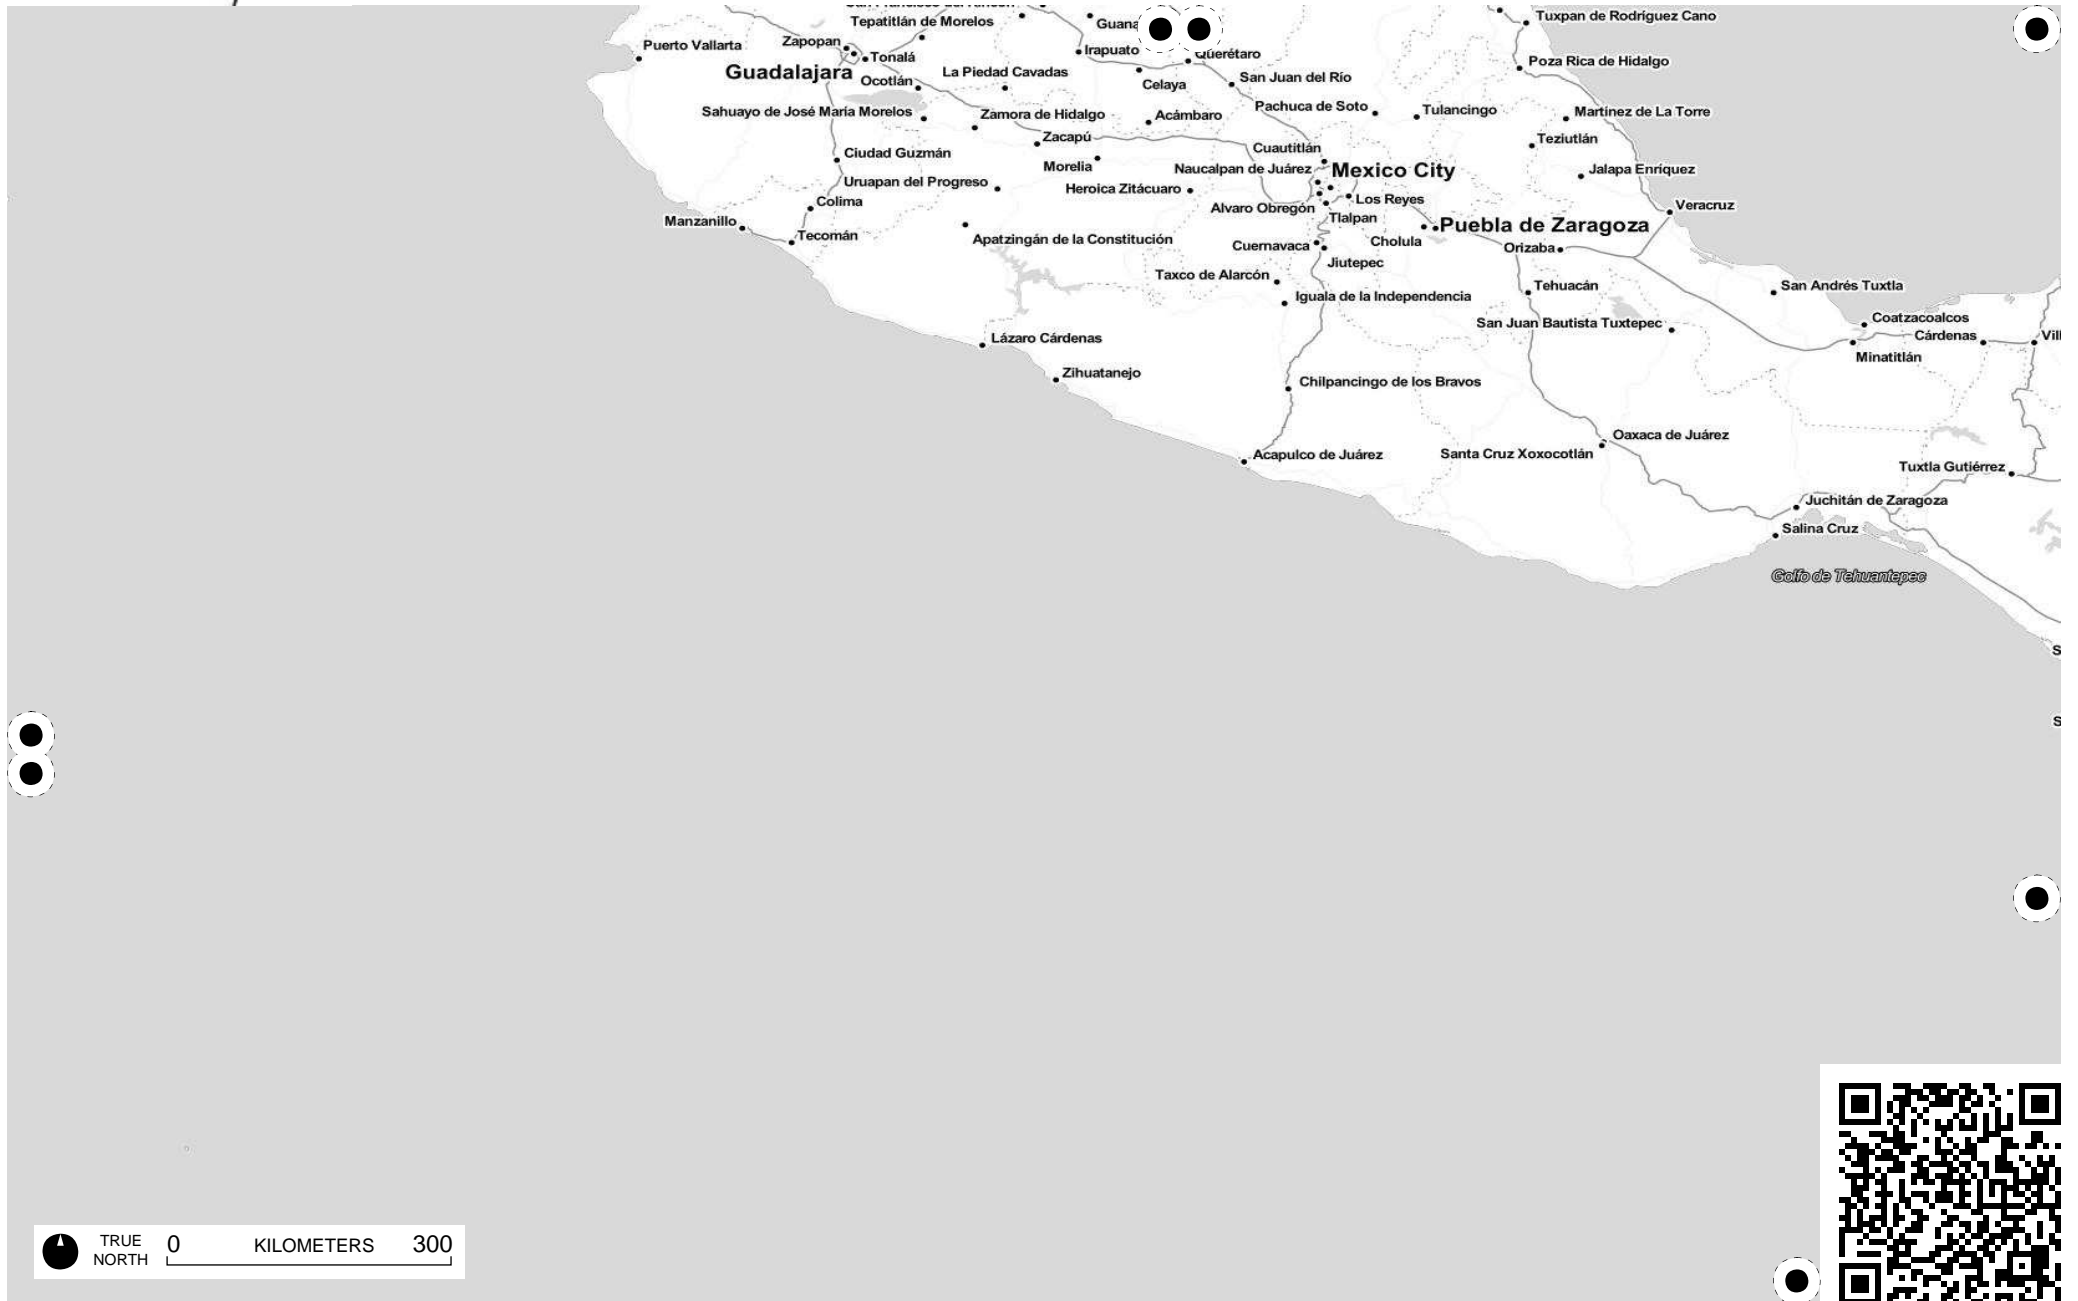 Tepatitlán de Morelos
Guana
Tuxpan de Rodríguez Cano
Puerto Vallarta
Zapopan
Tonalá
Irapuato
Querétaro
Poza Rica de Hidalgo
Guadalajara
Ocotlán
La Piedad Cavadas
Celaya
San Juan del Río
Sahuayo de José María Morelos
Zamora de Hidalgo
Acámbaro
Pachuca de Soto
Tulancingo
Martínez de La Torre
Zacapú
Teziutlán
Ciudad Guzmán
Morelia
Cuautitlán
Naucalpan de Juárez
Mexico City
Jalapa Enríquez
Uruapan del Progreso
Heroica Zitácuaro
Los Reyes
Colima
Alvaro Obregón
Tlalpan
Veracruz
Manzanillo
Tecomán
Apatzingán de la Constitución
Puebla de Zaragoza
Cuernavaca
Cholula
Orizaba
Jiutepec
Taxco de Alarcón
Iguala de la Independencia
Tehuacán
San Andrés Tuxtla
San Juan Bautista Tuxtepec
Coatzacoalcos
Cárdenas
Vill
Minatitlán
Lázaro Cárdenas
Zihuatanejo
Chilpancingo de los Bravos
Oaxaca de Juárez
Acapulco de Juárez
Santa Cruz Xoxocotlán
Tuxtla Gutiérrez
Juchitán de Zaragoza
Salina Cruz
Golfo de Tehuantepec
S
S
TRUE
NORTH
0 KILOMETERS 300